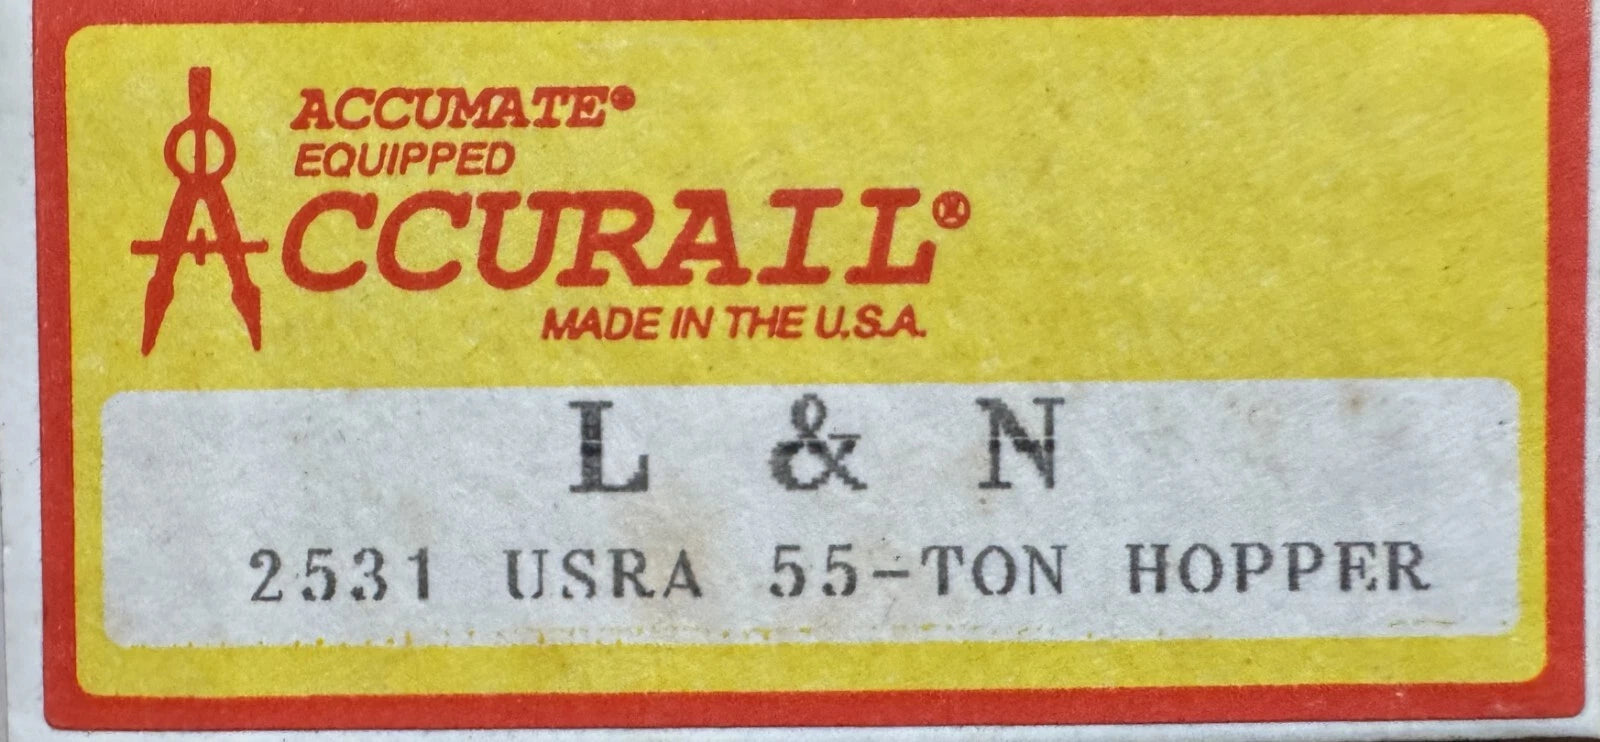 ACCUMATE®
EQUIPPED
ACCURAIL®
MADE IN THE U.S.A.
L & N
2531 USRA 55-TON HOPPER